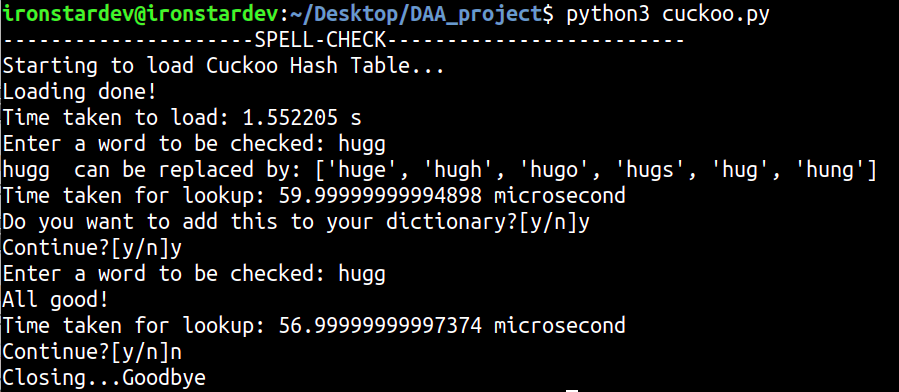 ironstardev@ironstardev:~/Desktop/DAA_project$ python3 cuckoo.py
---------------------SPELL-CHECK-------------------------
Starting to load Cuckoo Hash Table...
Loading done!
Time taken to load: 1.552205 s
Enter a word to be checked: hugg
hugg  can be replaced by: ['huge', 'hugh', 'hugo', 'hugs', 'hug', 'hung']
Time taken for lookup: 59.99999999994898 microsecond
Do you want to add this to your dictionary?[y/n]y
Continue?[y/n]y
Enter a word to be checked: hugg
All good!
Time taken for lookup: 56.99999999997374 microsecond
Continue?[y/n]n
Closing...Goodbye